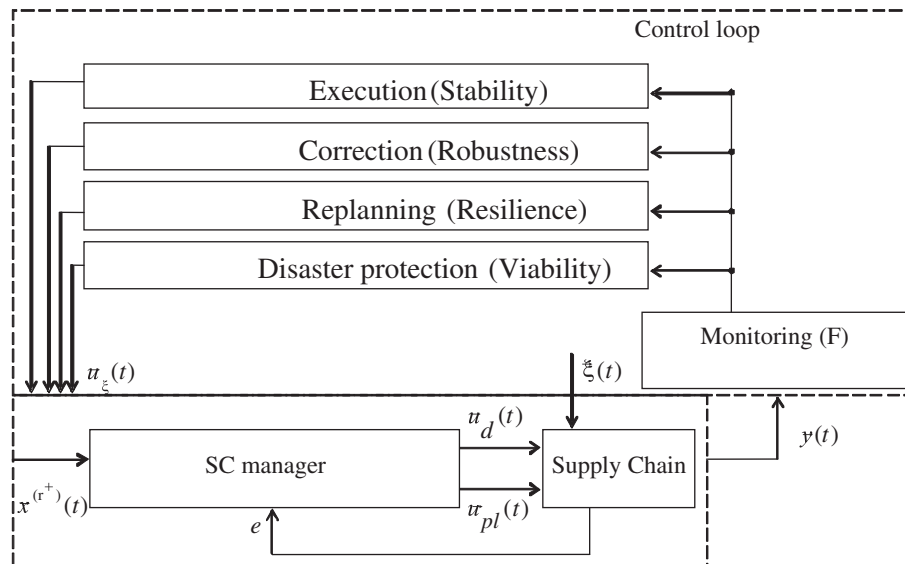 Control loop
Execution (Stability)
Correction (Robustness)
Replanning (Resilience)
Disaster protection (Viability)
Monitoring (F)
u_ξ(t)
ξ(t)
u_d(t)
y(t)
SC manager
Supply Chain
x^(r^+)(t)
e
u_pl(t)